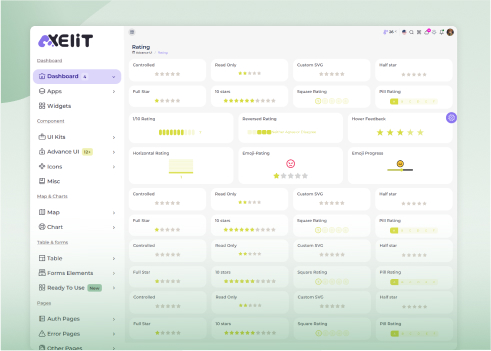 AXELIT
Dashboard
Dashboard 4
Apps
Widgets
Component
UI Kits
Advance UI
Icons
Misc
Map & Charts
Map
Chart
Table & forms
Table
Forms Elements
Ready To Use New
Pages
Auth Pages
Error Pages
Other Pages
Rating
Rating
Controlled
Read Only
Custom SVG
Half star
Full Star
10 stars
Square Rating
Pill Rating
1/10 Rating
Reversed Rating
Hover Feedback
Horizontal Rating
Emoji-Rating
Emoji Progress
Controlled
Read Only
Custom SVG
Half star
Full Star
10 stars
Square Rating
Pill Rating
Controlled
Read Only
Custom SVG
Half star
Full Star
10 stars
Square Rating
Pill Rating
Controlled
Read Only
Custom SVG
Half star
Full Star
10 stars
Square Rating
Pill Rating